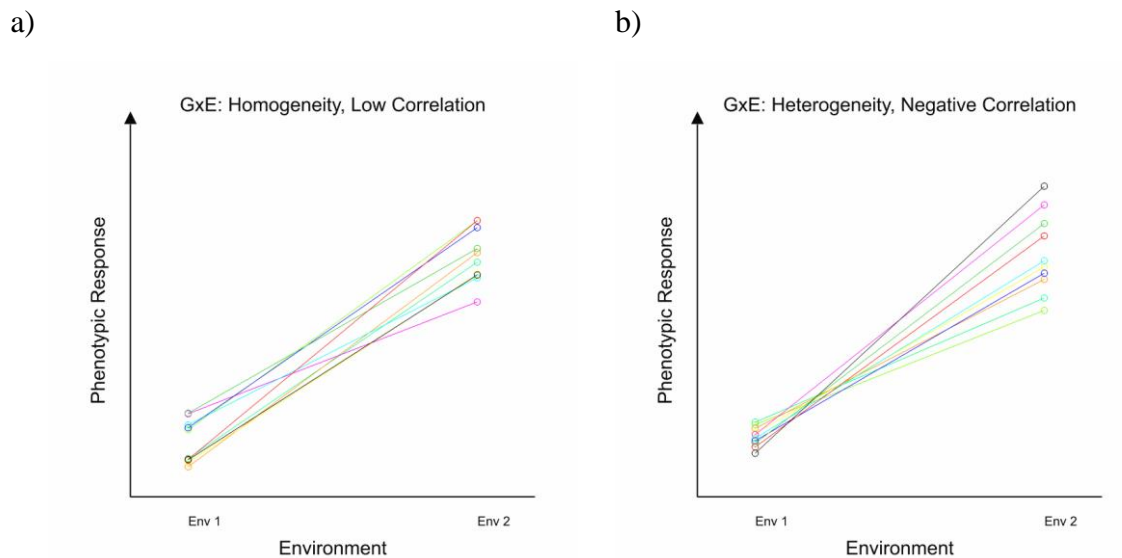 a)
GxE: Homogeneity, Low Correlation
Phenotypic Response
Env 1
Env 2
Environment
b)
GxE: Heterogeneity, Negative Correlation
Phenotypic Response
Env 1
Env 2
Environment